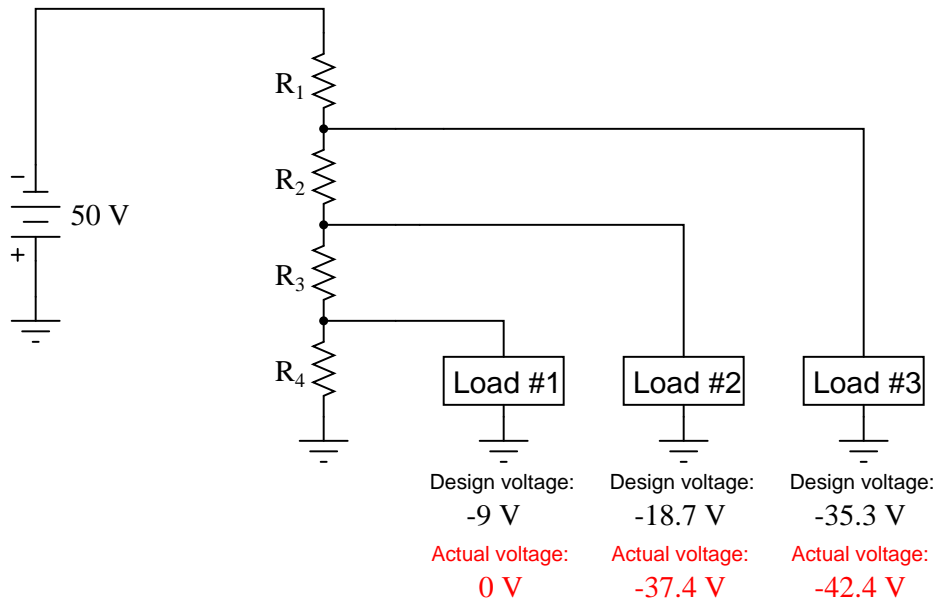 R1
-
R2
50 V
+
R3
R4
Load #1 Load #2 Load #3
Design voltage: Design voltage: Design voltage:
-9 V -18.7 V -35.3 V
Actual voltage: Actual voltage: Actual voltage:
0 V -37.4 V -42.4 V